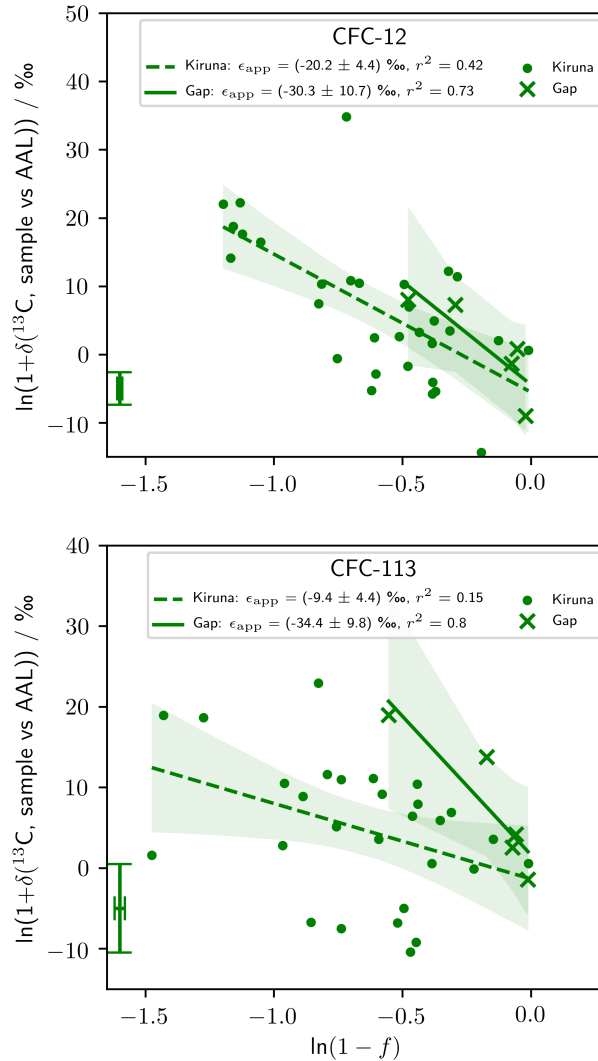 50
40
30
20
10
0
−10
ln(1+δ(¹³C, sample vs AAL)) / ‰
CFC-12
Kiruna: ϵapp = (-20.2 ± 4.4) ‰, r² = 0.42
Gap: ϵapp = (-30.3 ± 10.7) ‰, r² = 0.73
Kiruna
Gap
−1.5 −1.0 −0.5 0.0
40
30
20
10
0
−10
ln(1+δ(¹³C, sample vs AAL)) / ‰
CFC-113
Kiruna: ϵapp = (-9.4 ± 4.4) ‰, r² = 0.15
Gap: ϵapp = (-34.4 ± 9.8) ‰, r² = 0.8
Kiruna
Gap
−1.5 −1.0 −0.5 0.0
ln(1 − f)